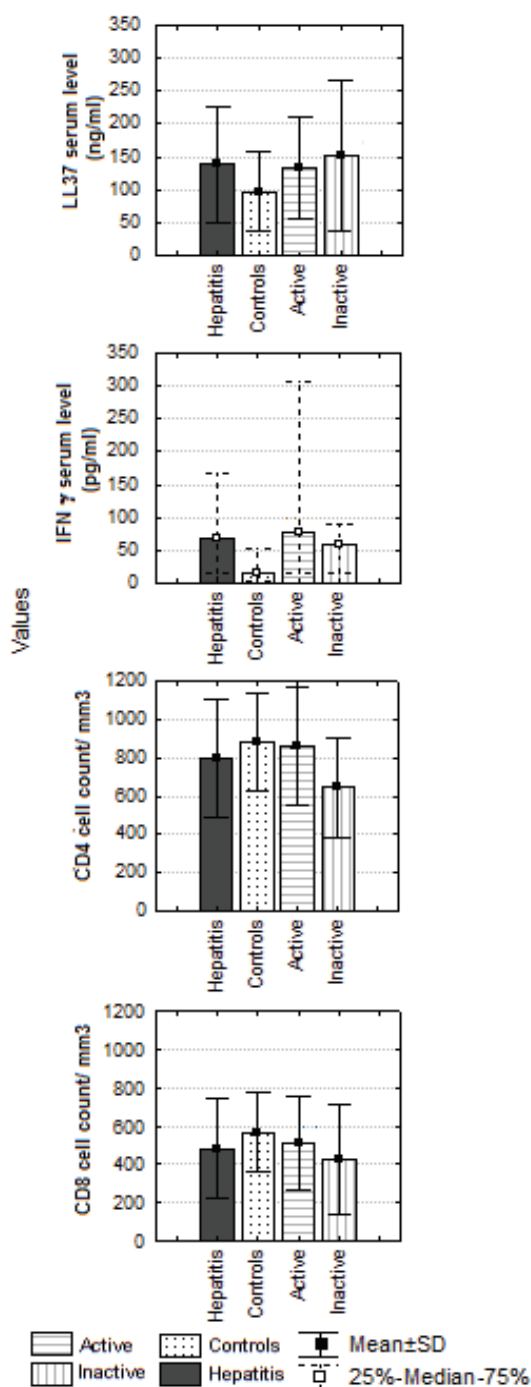 350
300
250
200
150
100
50
0
LL37 serum level
(ng/ml)
Hepatitis
Controls
Active
Inactive
350
300
250
200
150
100
50
0
IFN γ serum level
(pg/ml)
Hepatitis
Controls
Active
Inactive
Values
1200
1000
800
600
400
200
0
CD4 cell count/ mm3
Hepatitis
Controls
Active
Inactive
1200
1000
800
600
400
200
0
CD8 cell count/ mm3
Hepatitis
Controls
Active
Inactive
Active Controls Mean±SD
Inactive Hepatitis 25%-Median-75%